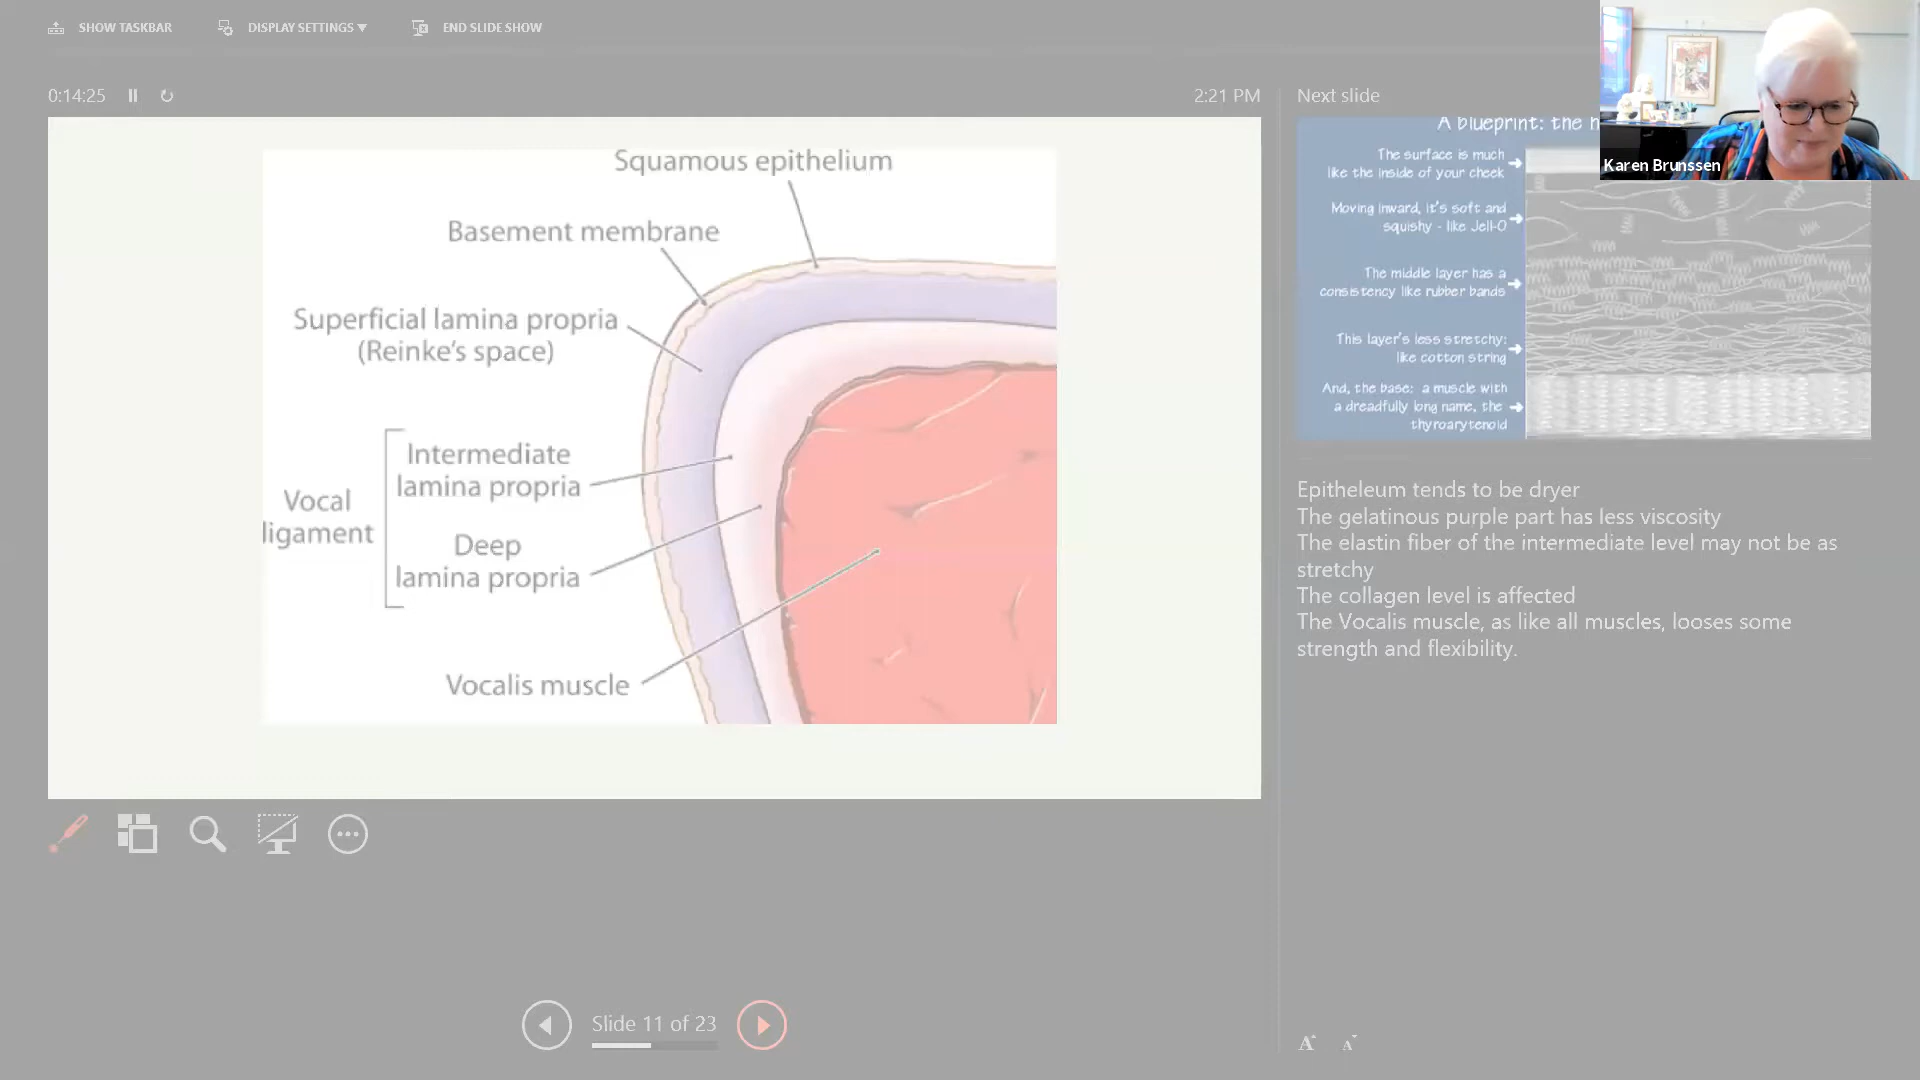 SHOW TASKBAR
DISPLAY SETTINGS ▼
END SLIDE SHOW
0:14:25
2:21 PM
Next slide
Squamous epithelium
Basement membrane
Superficial lamina propria
(Reinke's space)
Intermediate
lamina propria
Vocal
ligament
Deep
lamina propria
Vocalis muscle
A blueprint: the
The surface is much
like the inside of your cheek
Moving inward, it's soft and
squishy - like Jell-O
The middle layer has a
consistency like rubber bands
This layer's less stretchy:
like cotton string
And, the base: a muscle with
a dreadfully long name, the
thyroarytenoid
Karen Brunssen
Epitheleum tends to be dryer
The gelatinous purple part has less viscosity
The elastin fiber of the intermediate level may not be as
stretchy
The collagen level is affected
The Vocalis muscle, as like all muscles, looses some
strength and flexibility.
Slide 11 of 23
A A